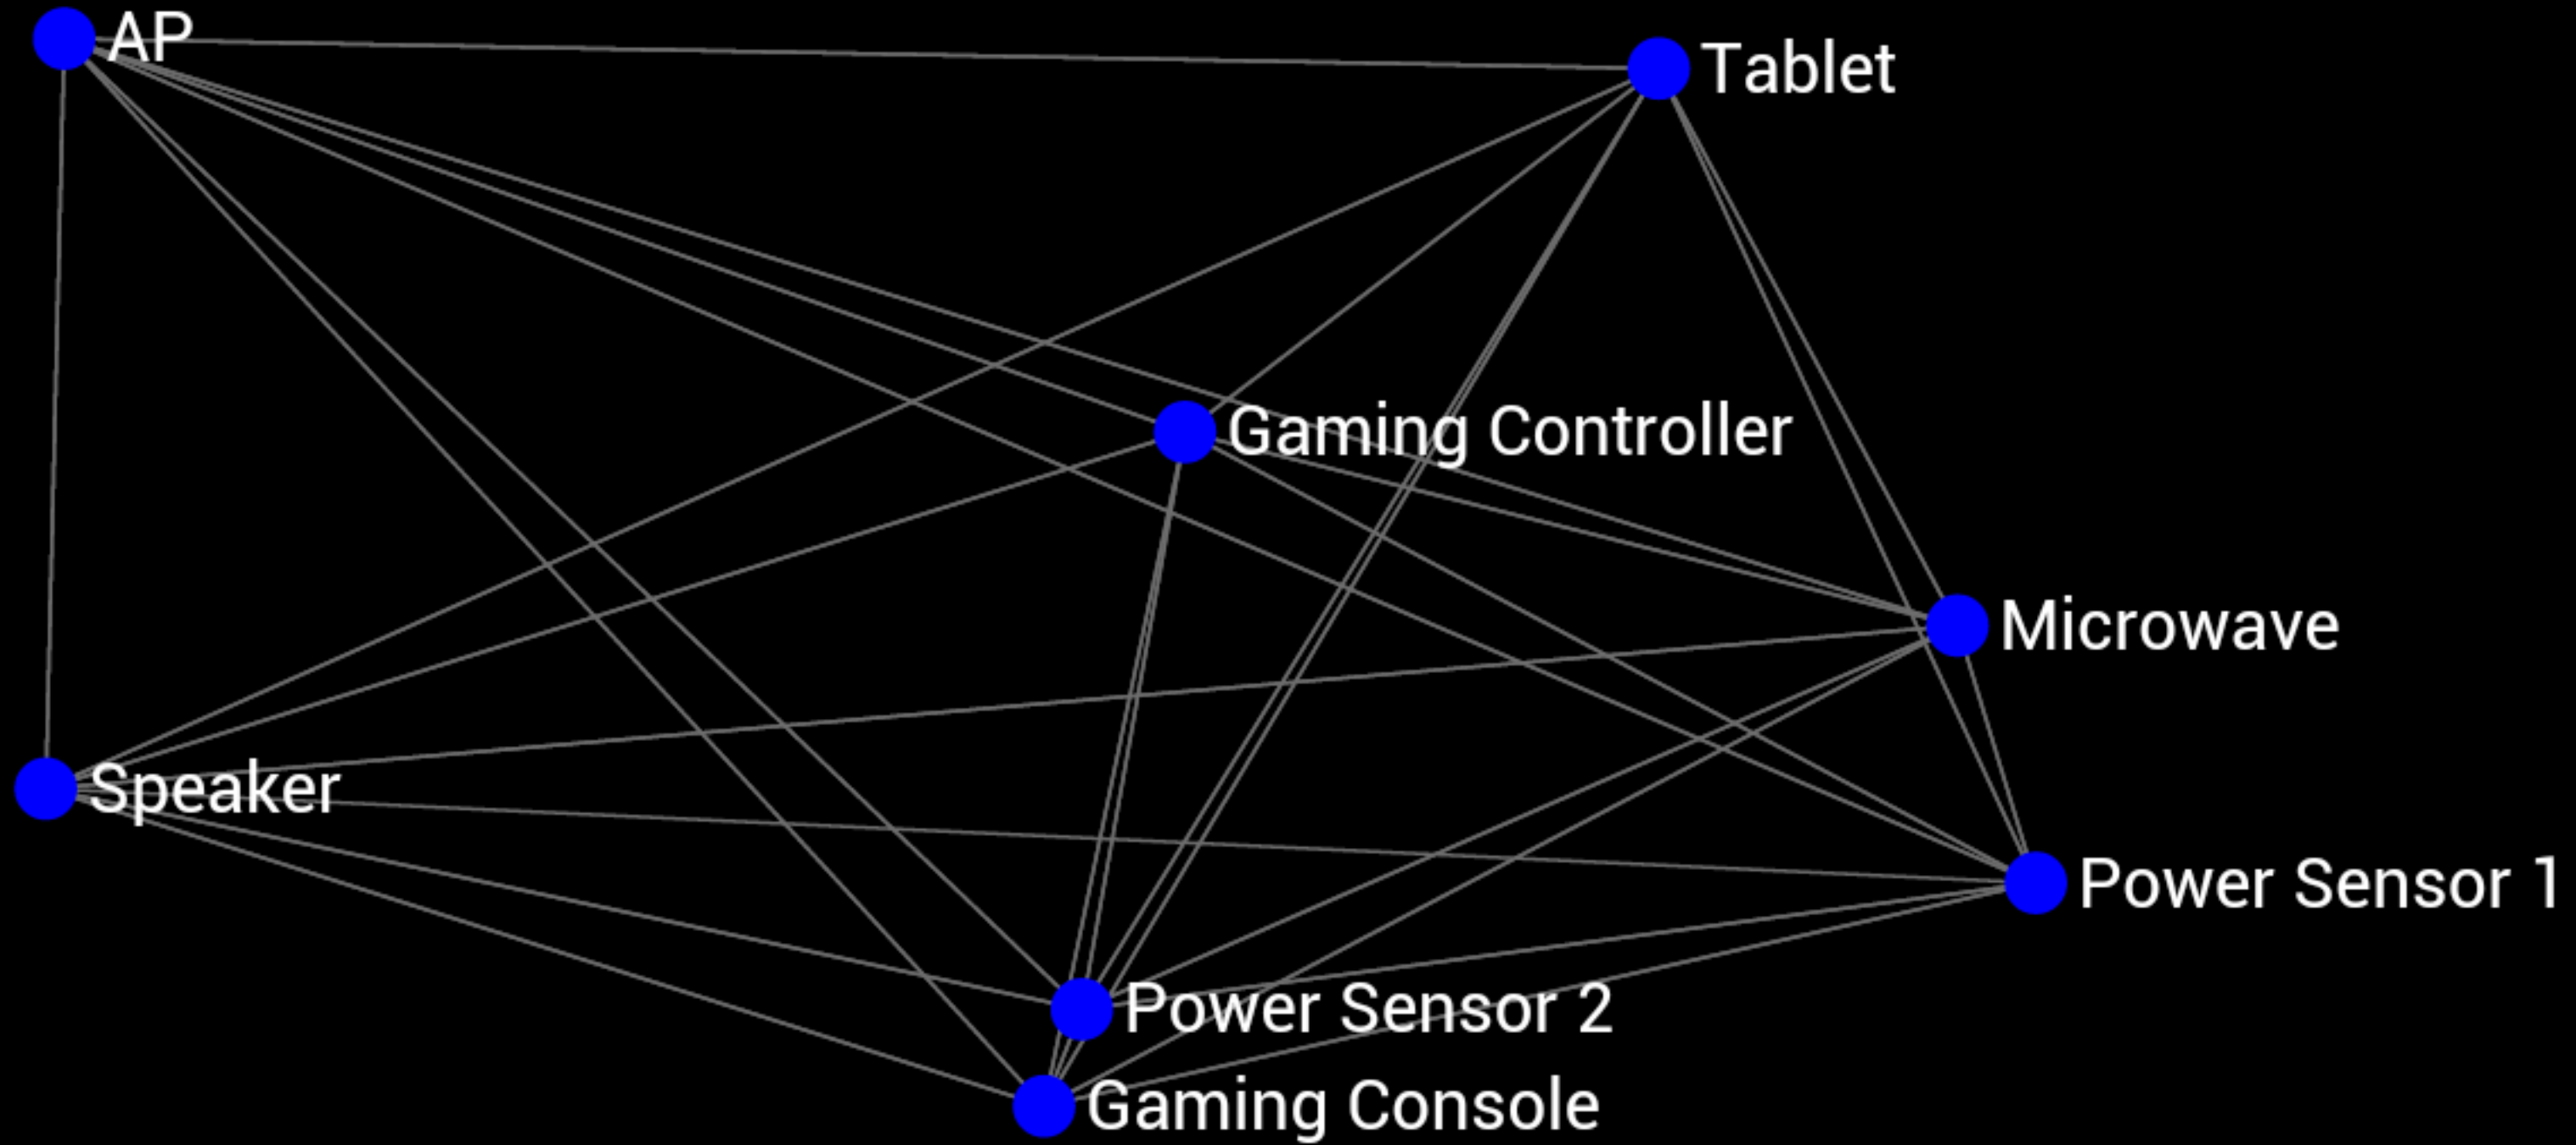 AP
Tablet
Gaming Controller
Microwave
Speaker
Power Sensor 1
Power Sensor 2
Gaming Console